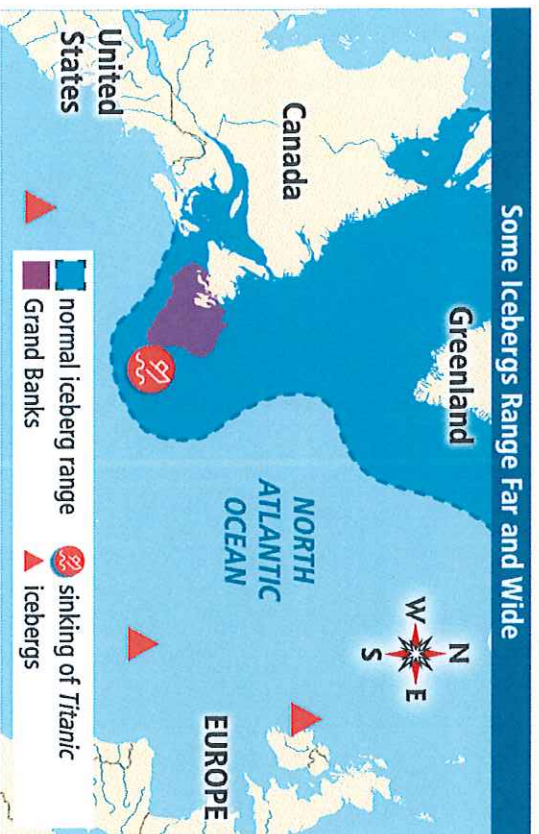 Some Icebergs Range Far and Wide
Greenland
Canada
United
States
NORTH
ATLANTIC
OCEAN
EUROPE
N
W
E
S
normal iceberg range
Grand Banks
sinking of Titanic
icebergs